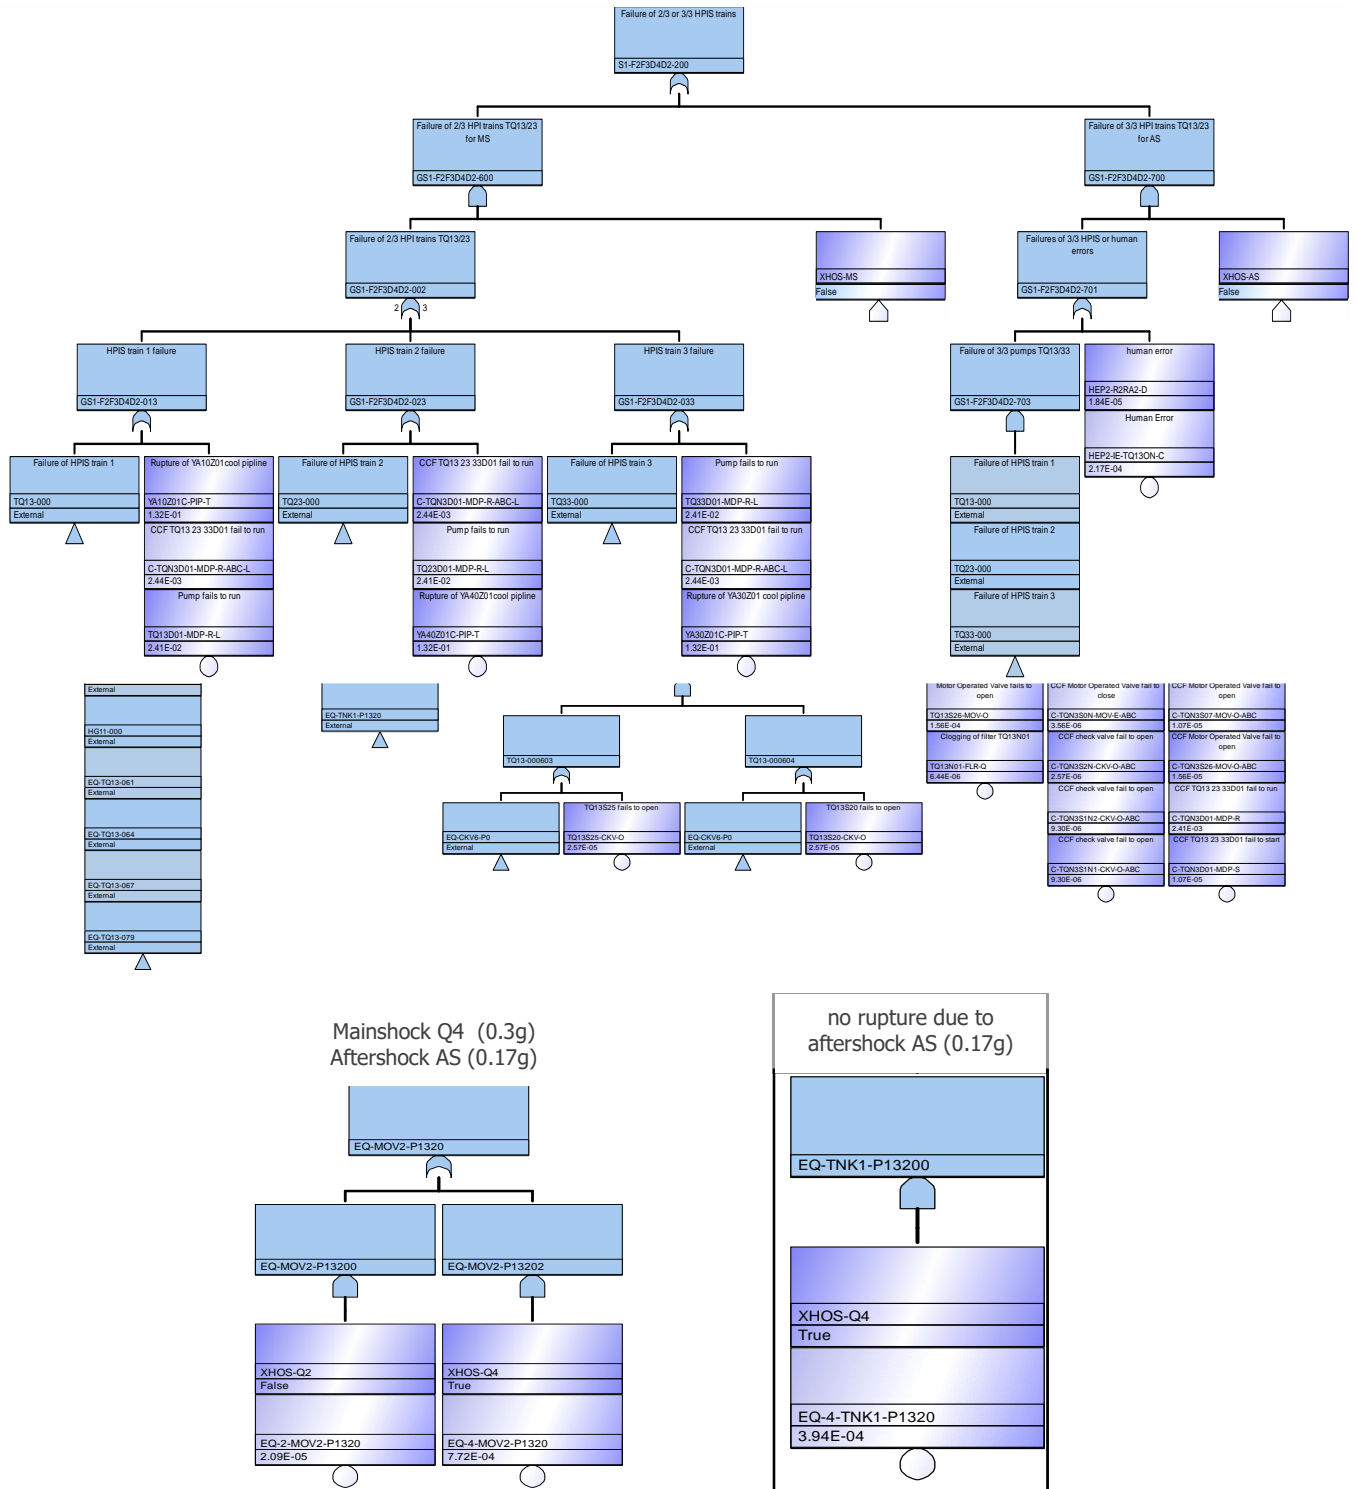 Failure of 2/3 or 3/3 HPIS trains
S1-F2F3D4D2-200
Failure of 2/3 HPI trains TQ13/23
for MS
GS1-F2F3D4D2-600
Failure of 3/3 HPI trains TQ13/23
for AS
GS1-F2F3D4D2-700
Failure of 2/3 HPI trains TQ13/23
GS1-F2F3D4D2-002
2 3
XHOS-MS
False
Failures of 3/3 HPIS or human
errors
GS1-F2F3D4D2-701
XHOS-AS
False
HPIS train 1 failure
GS1-F2F3D4D2-013
HPIS train 2 failure
GS1-F2F3D4D2-023
HPIS train 3 failure
GS1-F2F3D4D2-033
Failure of 3/3 pumps TQ13/33
GS1-F2F3D4D2-703
human error
HEP2-R2RA2-D
1.84E-05
Human Error
HEP2-IE-TQ13ON-C
2.17E-04
Failure of HPIS train 1
TQ13-000
External
Rupture of YA10Z01cool pipline
YA10Z01C-PIP-T
1.32E-01
CCF TQ13 23 33D01 fail to run
C-TQN3D01-MDP-R-ABC-L
2.44E-03
Pump fails to run
TQ13D01-MDP-R-L
2.41E-02
Failure of HPIS train 2
TQ23-000
External
CCF TQ13 23 33D01 fail to run
C-TQN3D01-MDP-R-ABC-L
2.44E-03
Pump fails to run
TQ23D01-MDP-R-L
2.41E-02
Rupture of YA40Z01cool pipline
YA40Z01C-PIP-T
1.32E-01
Failure of HPIS train 3
TQ33-000
External
Pump fails to run
TQ33D01-MDP-R-L
2.41E-02
CCF TQ13 23 33D01 fail to run
C-TQN3D01-MDP-R-ABC-L
2.44E-03
Rupture of YA30Z01 cool pipline
YA30Z01C-PIP-T
1.32E-01
Failure of HPIS train 1
TQ13-000
External
Failure of HPIS train 2
TQ23-000
External
Failure of HPIS train 3
TQ33-000
External
External
HG11-000
External
EQ-TQ13-061
External
EQ-TQ13-064
External
EQ-TQ13-067
External
EQ-TQ13-079
External
EQ-TNK1-P1320
External
TQ13-000603
TQ13-000604
EQ-CKV6-P0
External
TQ13S25 fails to open
TQ13S25-CKV-O
2.57E-05
EQ-CKV6-P0
External
TQ13S20 fails to open
TQ13S20-CKV-O
2.57E-05
Motor Operated Valve fails to
open
TQ13S26-MOV-O
1.56E-04
Clogging of filter TQ13N01
TQ13N01-FLR-Q
6.44E-06
CCF Motor Operated Valve fail to
close
C-TQN3S0N-MOV-E-ABC
3.56E-06
CCF check valve fail to open
C-TQN3S2N-CKV-O-ABC
2.57E-06
CCF check valve fail to open
C-TQN3S1N2-CKV-O-ABC
9.30E-06
CCF check valve fail to open
C-TQN3S1N1-CKV-O-ABC
9.30E-06
CCF Motor Operated Valve fail to
open
C-TQN3S07-MOV-O-ABC
1.07E-05
CCF Motor Operated Valve fail to
open
C-TQN3S26-MOV-O-ABC
1.56E-05
CCF TQ13 23 33D01 fail to run
C-TQN3D01-MDP-R
2.41E-03
CCF TQ13 23 33D01 fail to start
C-TQN3D01-MDP-S
1.07E-05
Mainshock Q4 (0.3g)
Aftershock AS (0.17g)
EQ-MOV2-P1320
EQ-MOV2-P13200
EQ-MOV2-P13202
XHOS-Q2
False
EQ-2-MOV2-P1320
2.09E-05
XHOS-Q4
True
EQ-4-MOV2-P1320
7.72E-04
no rupture due to
aftershock AS (0.17g)
EQ-TNK1-P13200
XHOS-Q4
True
EQ-4-TNK1-P1320
3.94E-04